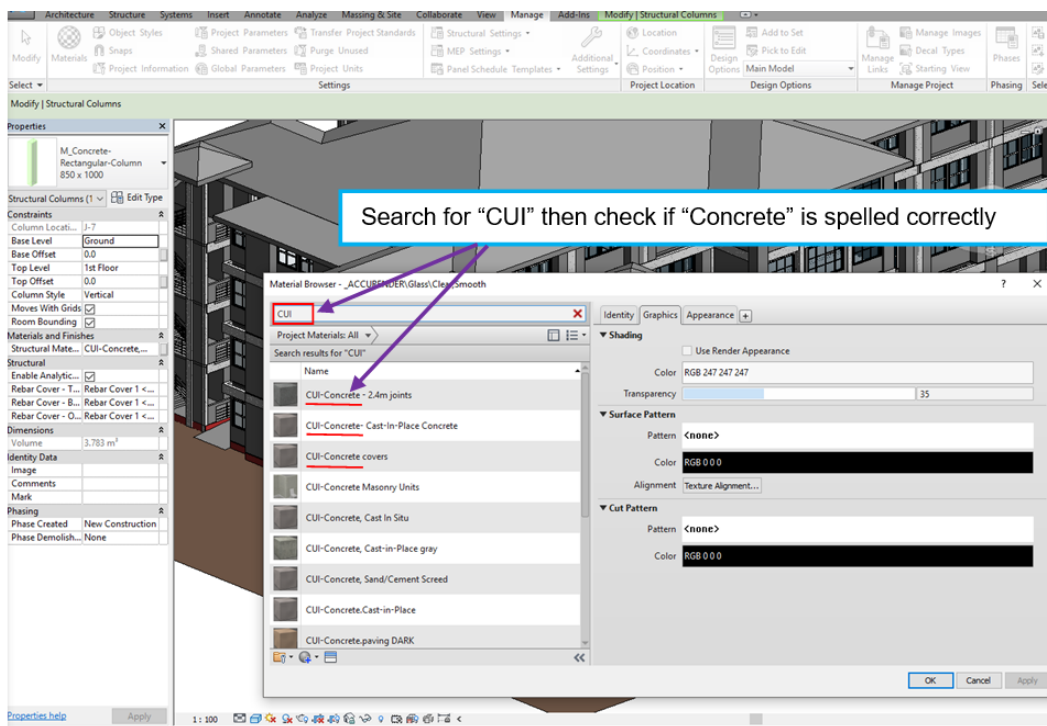 Architecture Structure Systems Insert Annotate Analyze Massing & Site Collaborate View Manage Add-Ins Modify | Structural Columns
Modify
Materials
Object Styles
Snaps
Project Information
Project Parameters
Shared Parameters
Global Parameters
Transfer Project Standards
Purge Unused
Project Units
Structural Settings
MEP Settings
Panel Schedule Templates
Additional Settings
Location
Coordinates
Position
Design Options
Add to Set
Pick to Edit
Main Model
Manage Links
Manage Images
Decal Types
Starting View
Phases
Select
Settings
Project Location
Design Options
Manage Project
Phasing
Sele
Modify | Structural Columns
Properties
M_Concrete-
Rectangular-Column
850 x 1000
Structural Columns (1
Edit Type
Constraints
Column Locati... J-7
Base Level Ground
Base Offset 0.0
Top Level 1st Floor
Top Offset 0.0
Column Style Vertical
Moves With Grids
Room Bounding
Materials and Finishes
Structural Mate... CUI-Concrete,...
Structural
Enable Analytic...
Rebar Cover - T... Rebar Cover 1 <...
Rebar Cover - B... Rebar Cover 1 <...
Rebar Cover - O... Rebar Cover 1 <...
Dimensions
Volume 3.783 m³
Identity Data
Image
Comments
Mark
Phasing
Phase Created New Construction
Phase Demolish... None
Properties help
Apply
Search for “CUI” then check if “Concrete” is spelled correctly
Material Browser - _ACCURENDER\Glass\Clear,Smooth
? X
CUI
Project Materials: All
Search results for "CUI"
Name
CUI-Concrete - 2.4m joints
CUI-Concrete- Cast-In-Place Concrete
CUI-Concrete covers
CUI-Concrete Masonry Units
CUI-Concrete, Cast In Situ
CUI-Concrete, Cast-in-Place gray
CUI-Concrete, Sand/Cement Screed
CUI-Concrete.Cast-in-Place
CUI-Concrete.paving DARK
Identity Graphics Appearance
Shading
Use Render Appearance
Color RGB 247 247 247
Transparency 35
Surface Pattern
Pattern <none>
Color RGB 0 0 0
Alignment Texture Alignment...
Cut Pattern
Pattern <none>
Color RGB 0 0 0
OK Cancel Apply
1 : 100